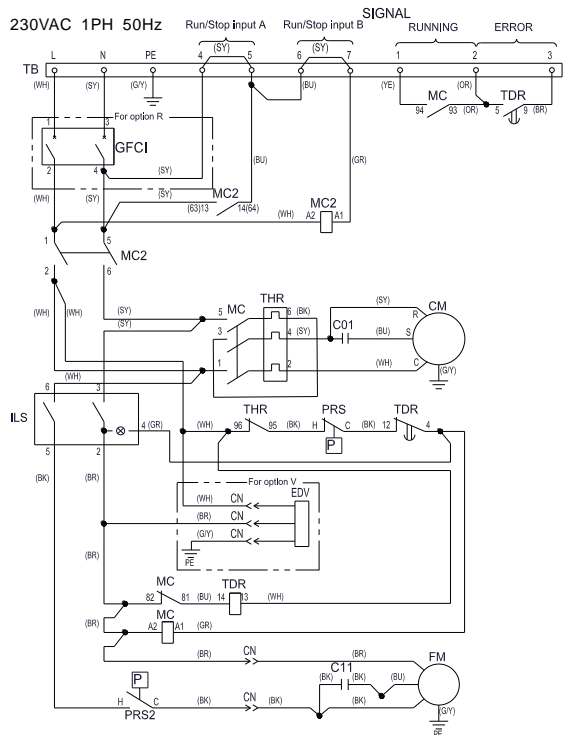 230VAC 1PH 50Hz
Run/Stop input A
Run/Stop input B
SIGNAL
RUNNING
ERROR
(SY)
(SY)
L
N
PE
4
5
6
7
1
2
3
TB
(WH)
(SY)
(G/Y)
(BU)
(YE)
(OR)
MC
TDR
94
93
(OR)
5
9
(BR)
For option R
1
3
GFCI
(BU)
(GR)
2
4
(SY)
(SY)
(WH)
(SY)
MC2
(63)13
14(64)
(WH)
MC2
A2
A1
1
5
MC2
2
6
(WH)
(WH)
(SY)
(SY)
5
MC
THR
6
(BK)
(SY)
CM
R
3
4
(SY)
C01
(BU)
S
1
2
(WH)
C
(G/Y)
(WH)
6
3
ILS
4
(GR)
(WH)
THR
96
95
(BK)
PRS
H
C
P
(BK)
TDR
12
4
5
2
(BK)
(BR)
For option V
EDV
(WH)
CN
(BR)
CN
(G/Y)
CN
PE
(BR)
MC
82
81
(BU)
TDR
14
13
(WH)
MC
(BR)
A2
A1
(GR)
(BR)
CN
(BR)
FM
P
H
C
PRS2
(BK)
CN
(BK)
(BK)
C11
(BK)
(BU)
(G/Y)
PE